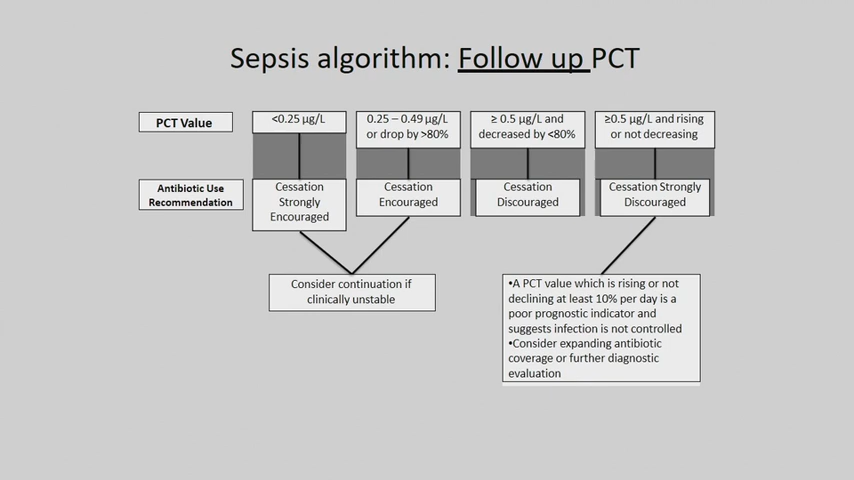 Sepsis algorithm: Follow up PCT
PCT Value
<0.25 µg/L
0.25 – 0.49 µg/L
or drop by >80%
≥ 0.5 µg/L and
decreased by <80%
≥0.5 µg/L and rising
or not decreasing
Antibiotic Use
Recommendation
Cessation
Strongly
Encouraged
Cessation
Encouraged
Cessation
Discouraged
Cessation Strongly
Discouraged
Consider continuation if
clinically unstable
•A PCT value which is rising or not
declining at least 10% per day is a
poor prognostic indicator and
suggests infection is not controlled
•Consider expanding antibiotic
coverage or further diagnostic
evaluation